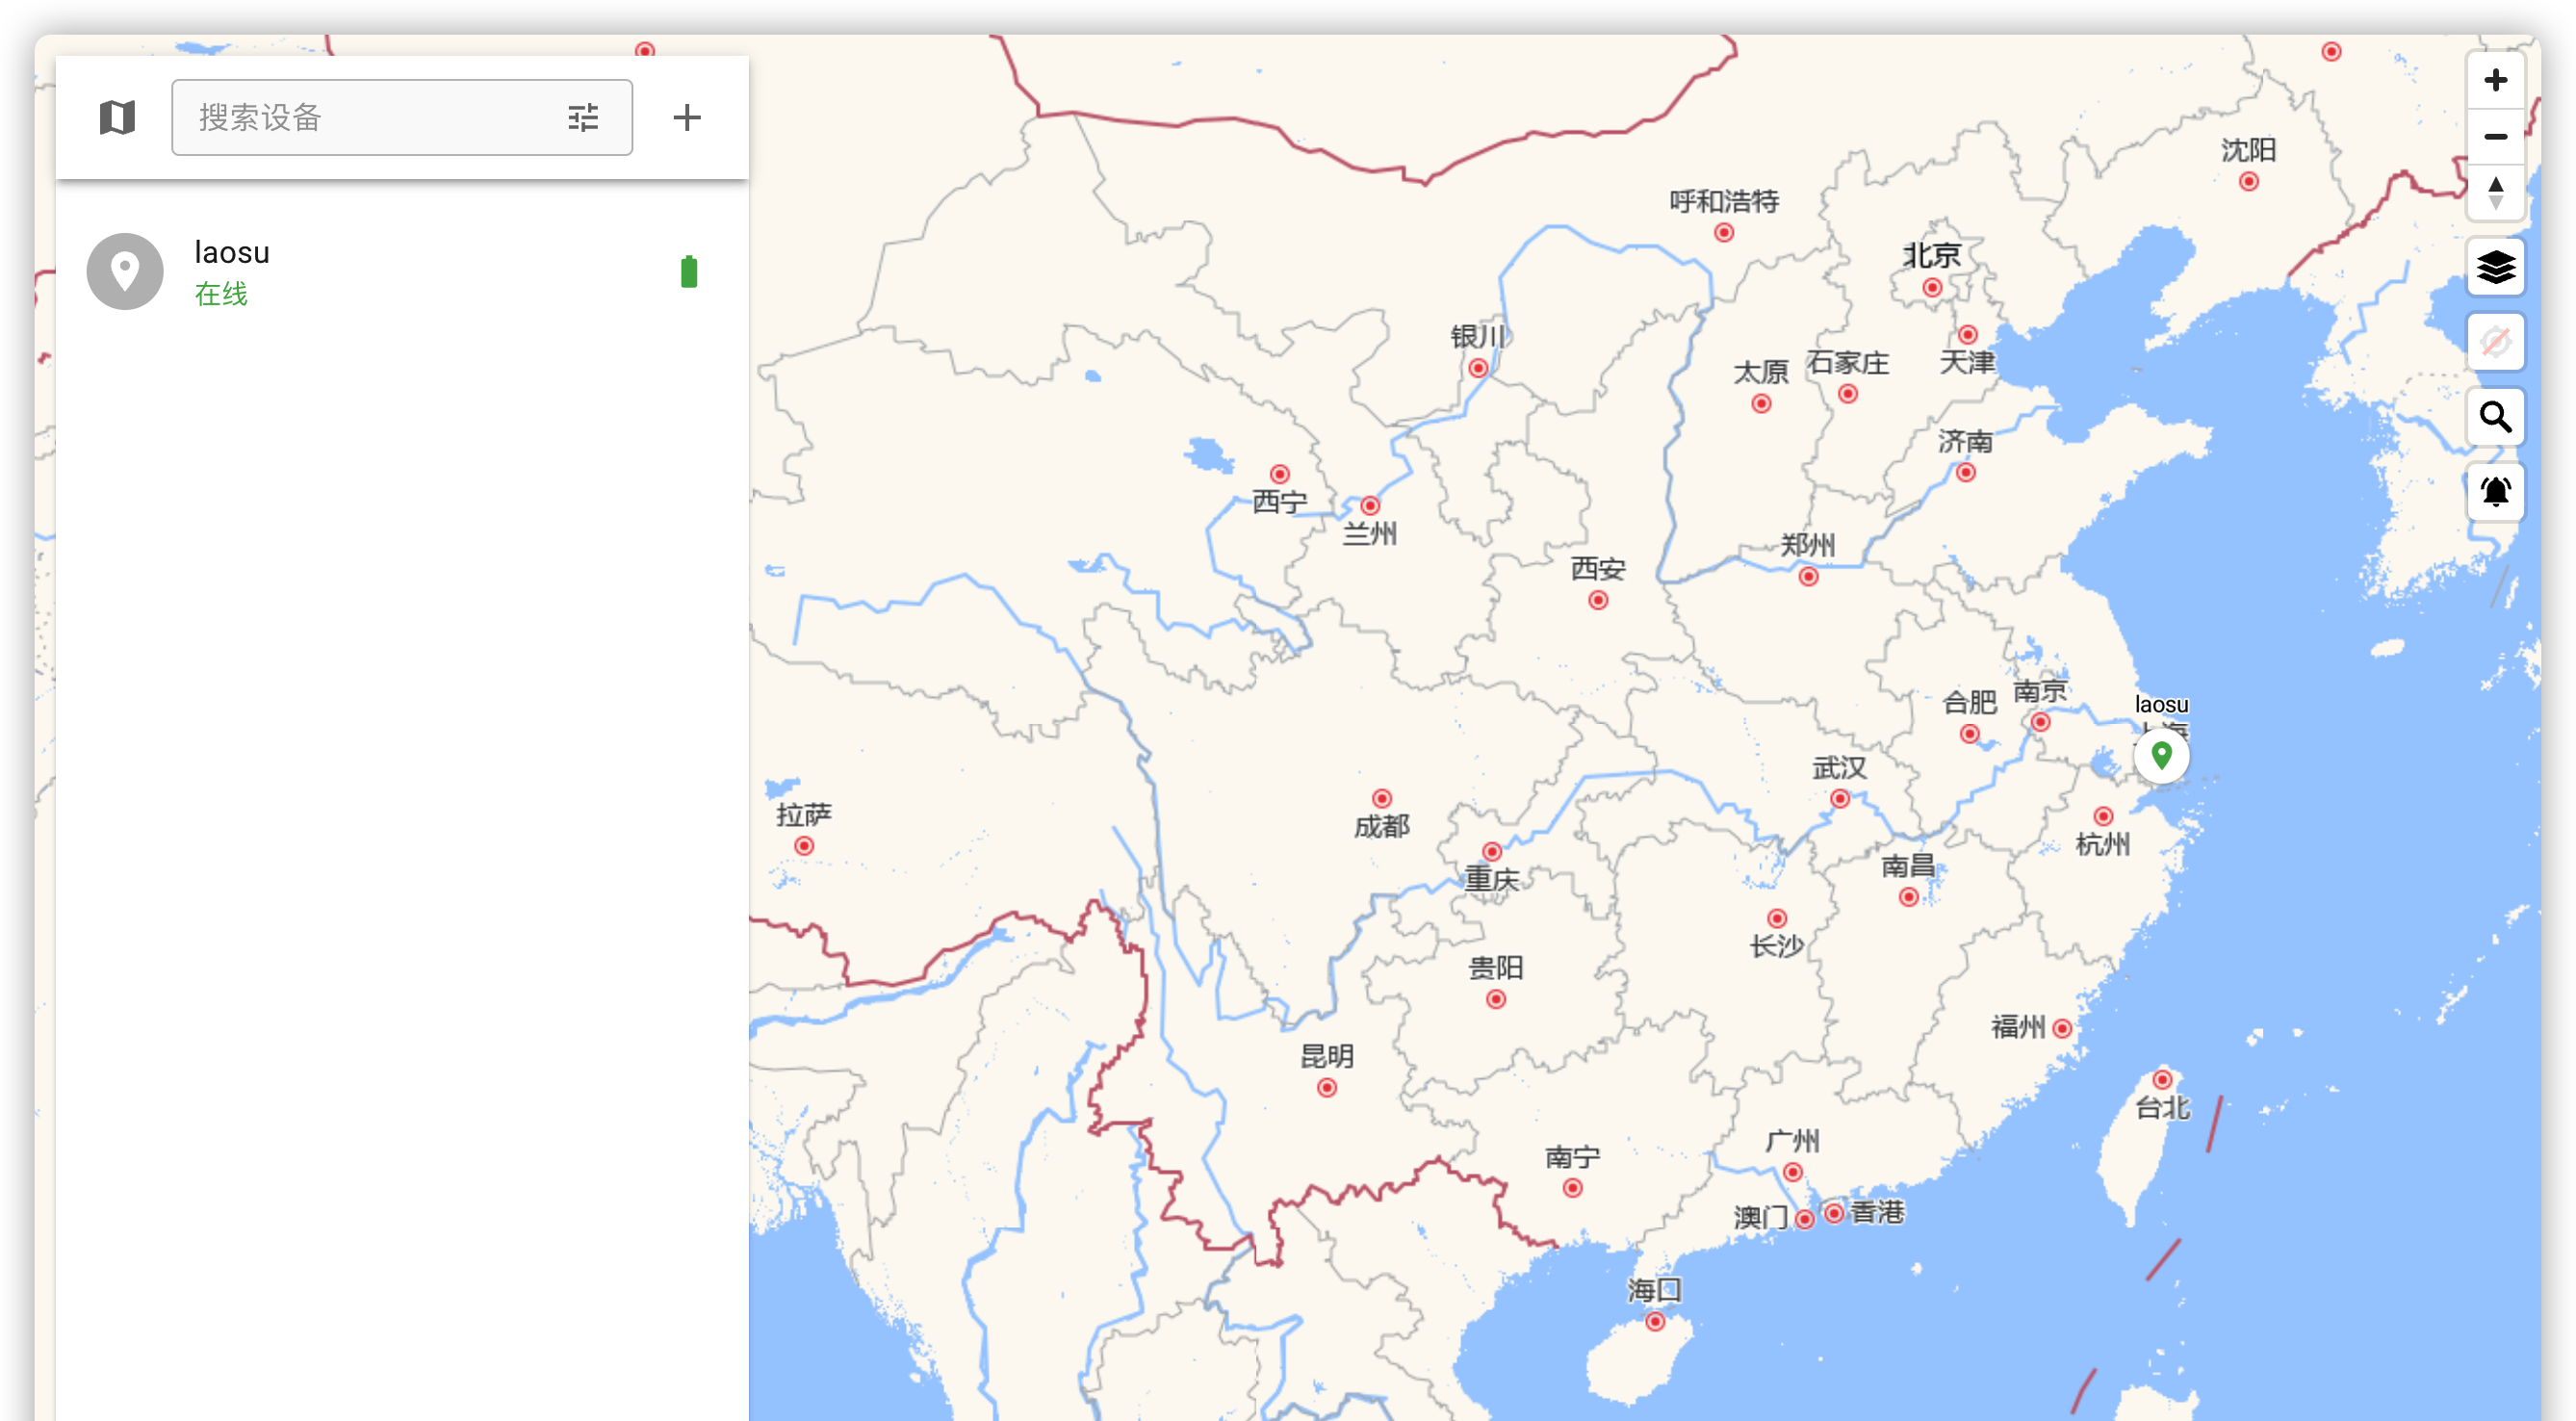 搜索设备
laosu
在线
沈阳
呼和浩特
北京
银川
天津
石家庄
太原
济南
西宁
兰州
郑州
西安
南京
合肥
laosu
上海
武汉
拉萨
成都
杭州
南昌
重庆
长沙
贵阳
福州
昆明
台北
广州
南宁
澳门
香港
海口